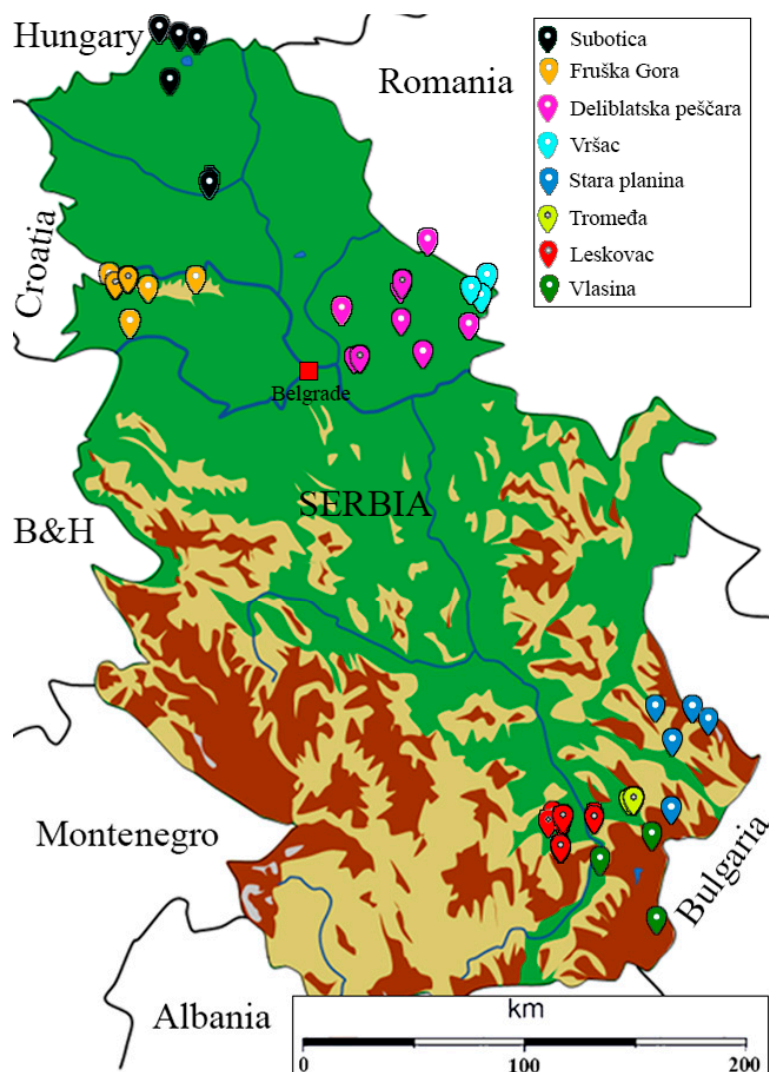 Hungary
Romania
Croatia
Subotica
Fruška Gora
Deliblatska peščara
Vršac
Stara planina
Tromeđa
Leskovac
Vlasina
Belgrade
SERBIA
B&H
Montenegro
Bulgaria
Albania
km
0 100 200